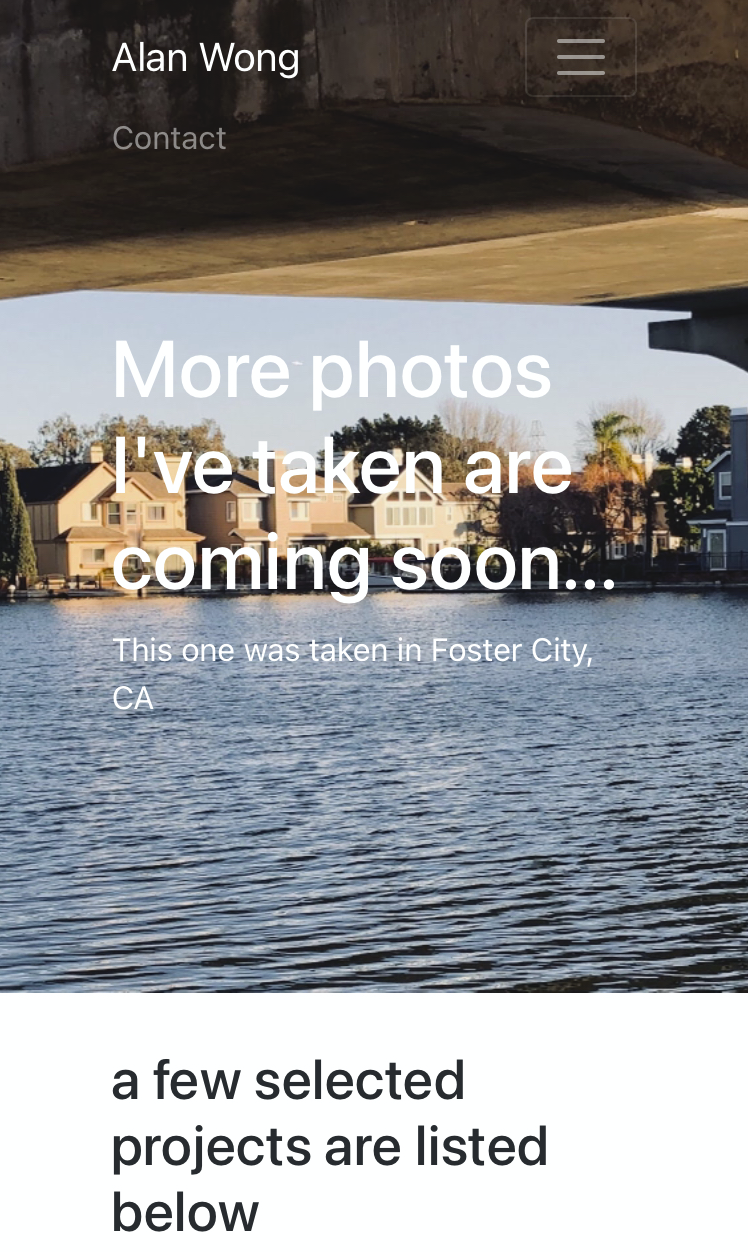 Alan Wong
Contact
More photos
I've taken are
coming soon...
This one was taken in Foster City,
CA
a few selected
projects are listed
below